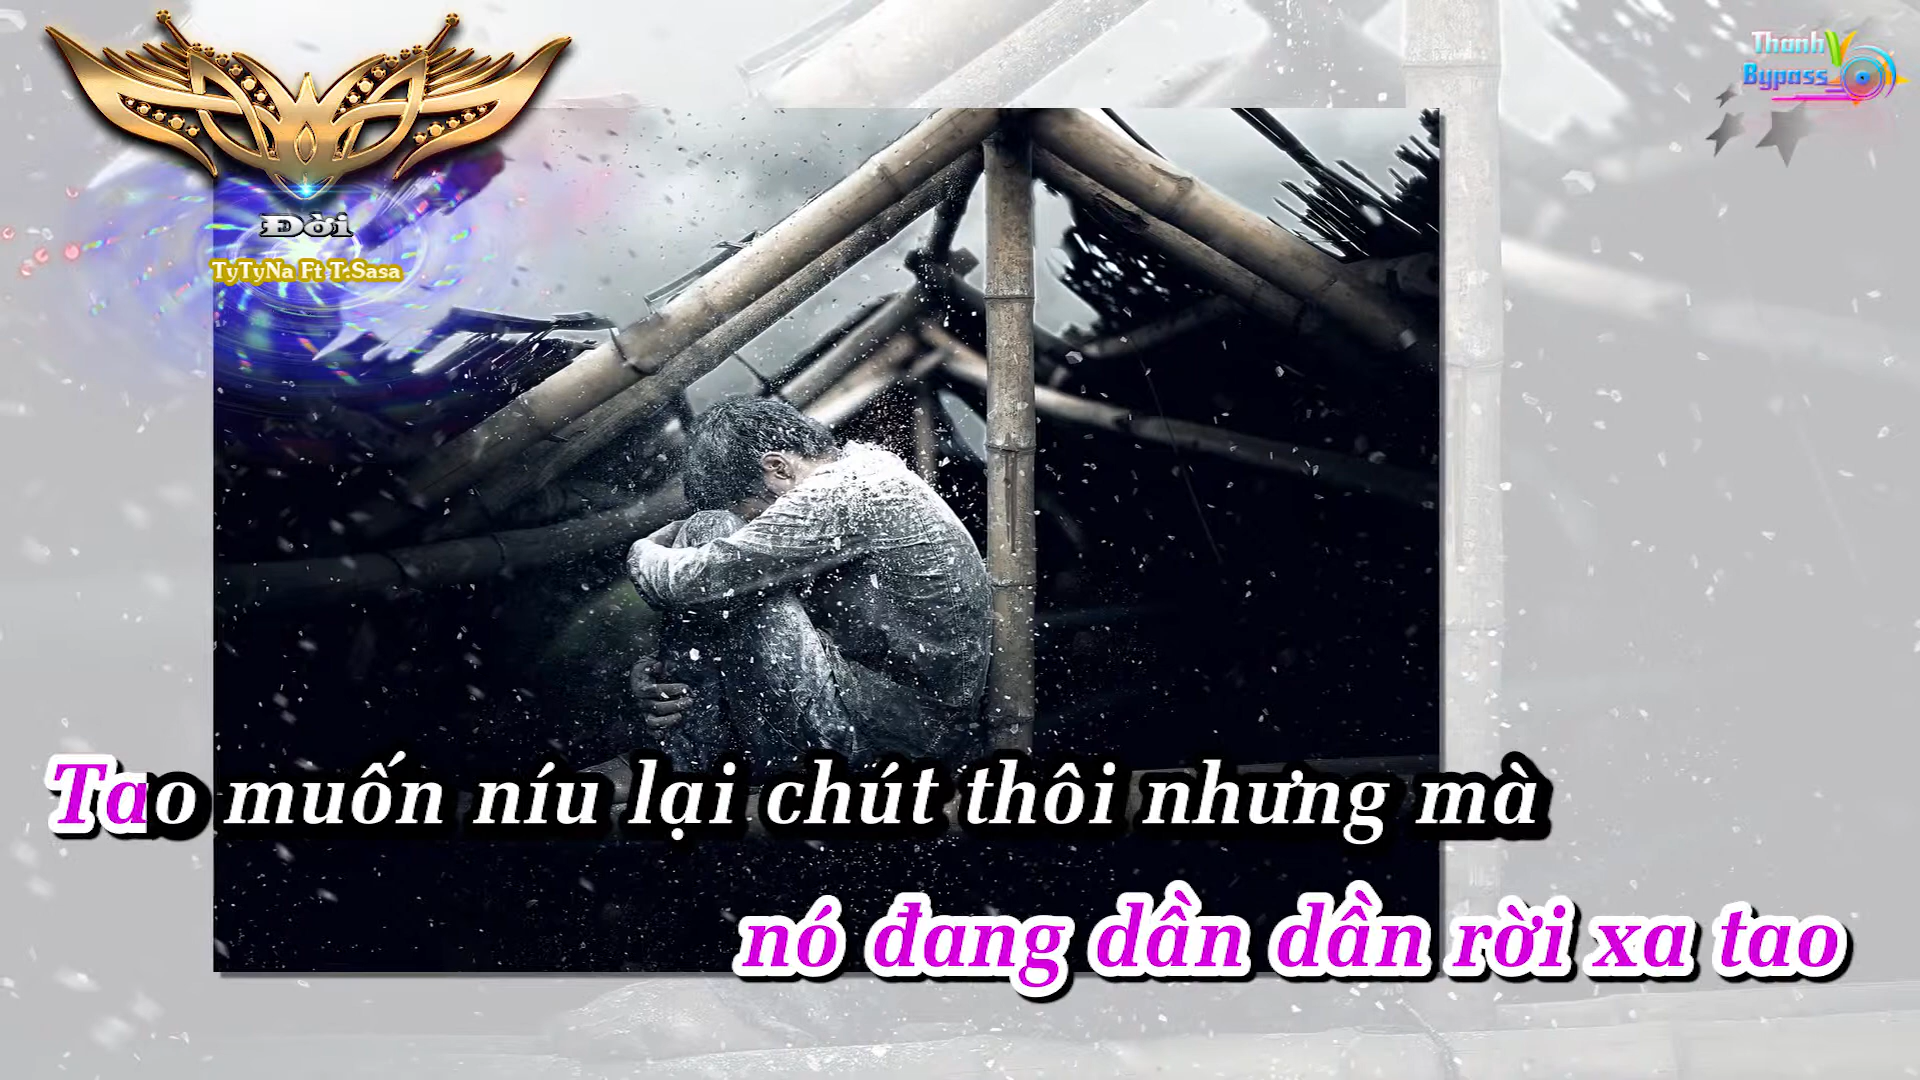 Thanh V
Bypass
Đời
TyTyNa Ft T.Sasa
Tao muốn níu lại chút thôi nhưng mà
nó đang dần dần rời xa tao